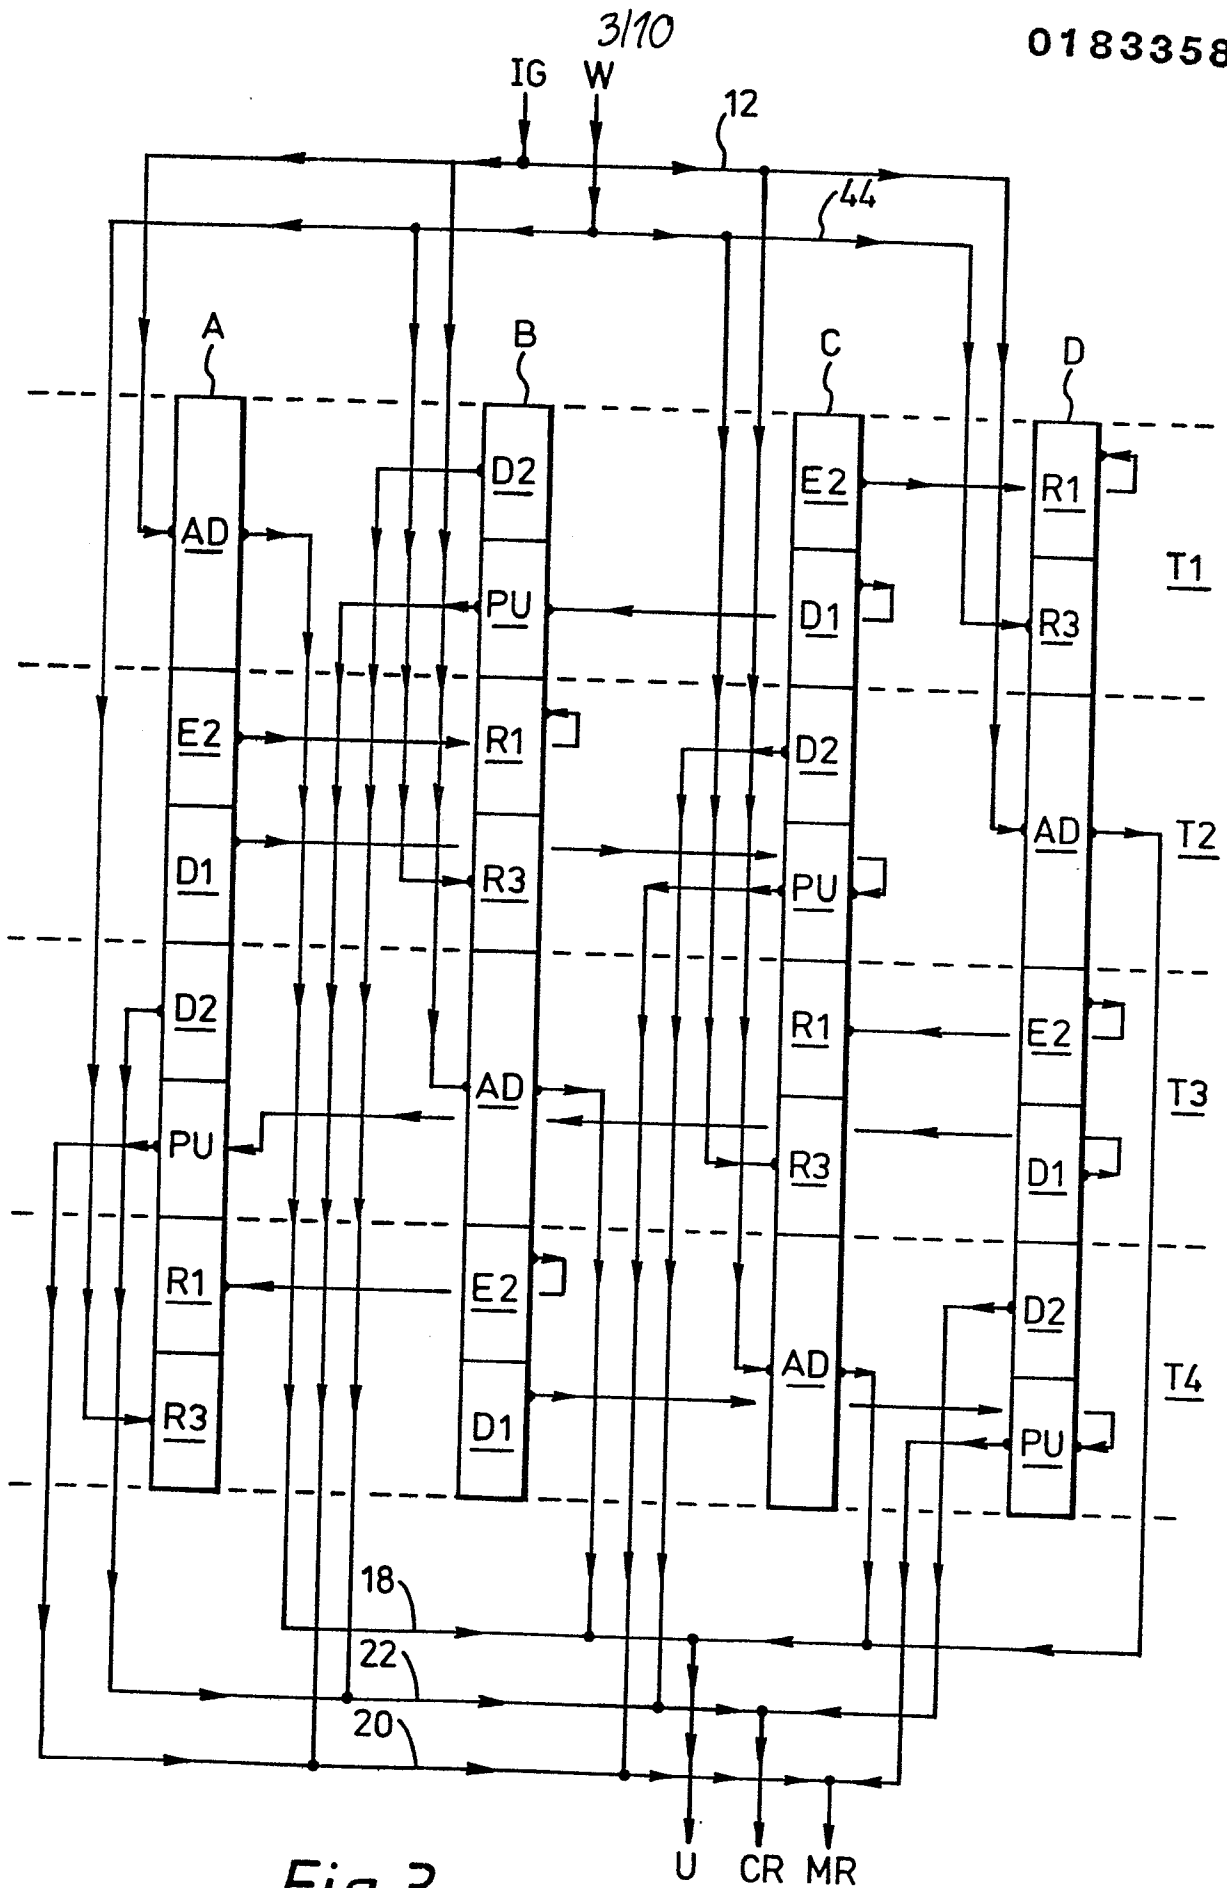 3/10
0183358
IG W
12
44
A B C D
AD D2 E2 R1
PU D1 R3 T1
E2 R1 D2 AD
D1 R3 PU T2
D2 AD R1 E2
PU R3 D1 T3
R1 E2 AD D2
R3 D1 PU T4
18
22
20
U CR MR